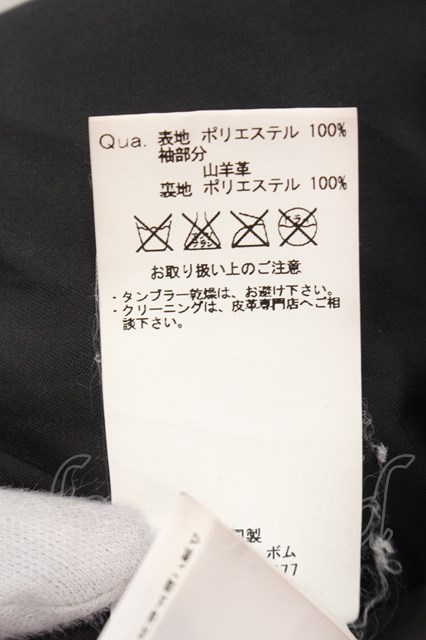 Qua. 表地 ポリエステル 100%
袖部分
山羊革
裏地 ポリエステル 100%
お取り扱い上のご注意
・タンブラー乾燥は、お避け下さい。
・クリーニングは、皮革専門店へご相
談下さい。
製
ボム
77